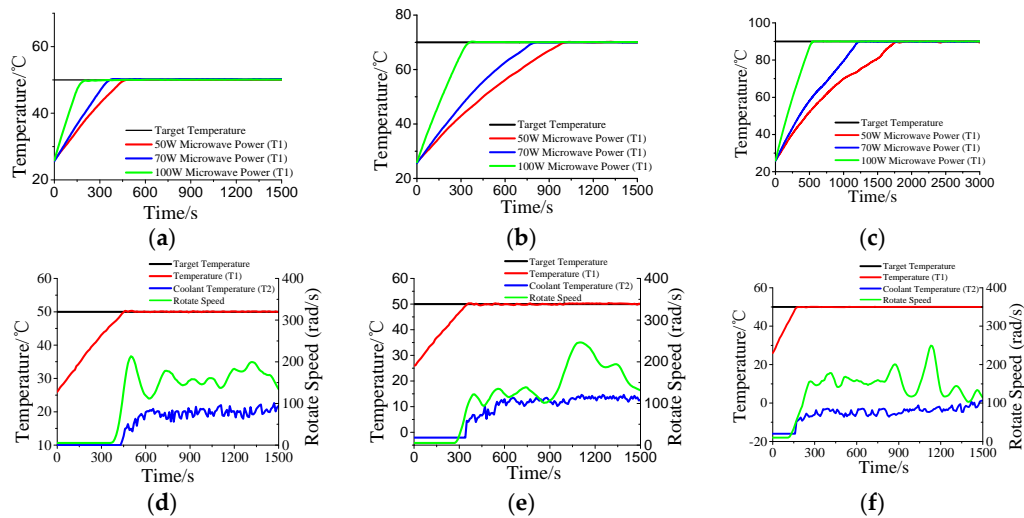 60
40
20
Temperature/℃
Target Temperature
50W Microwave Power (T1)
70W Microwave Power (T1)
100W Microwave Power (T1)
0 300 600 900 1200 1500
Time/s
(a)
80
60
40
20
Temperature/℃
Target Temperature
50W Microwave Power (T1)
70W Microwave Power (T1)
100W Microwave Power (T1)
0 300 600 900 1200 1500
Time/s
(b)
100
80
60
40
20
Temperature/℃
Target Temperature
50W Microwave Power (T1)
70W Microwave Power (T1)
100W Microwave Power (T1)
0 500 1000 1500 2000 2500 3000
Time/s
(c)
Target Temperature
Temperature (T1)
Coolant Temperature (T2)
Rotate Speed
60
50
40
30
20
10
Temperature/℃
400
300
200
100
0
Rotate Speed (rad/s)
0 300 600 900 1200 1500
Time/s
(d)
Target Temperature
Temperature (T1)
Coolant Temperature (T2)
Rotate Speed
60
50
40
30
20
10
0
Temperature/℃
400
300
200
100
0
Rotate Speed (rad/s)
0 300 600 900 1200 1500
Time/s
(e)
Target Temperature
Temperature (T1)
Coolant Temperature (T2)
Rotate Speed
60
40
20
0
-20
Temperature/℃
400
300
200
100
0
Rotate Speed (rad/s)
0 300 600 900 1200 1500
Time/s
(f)